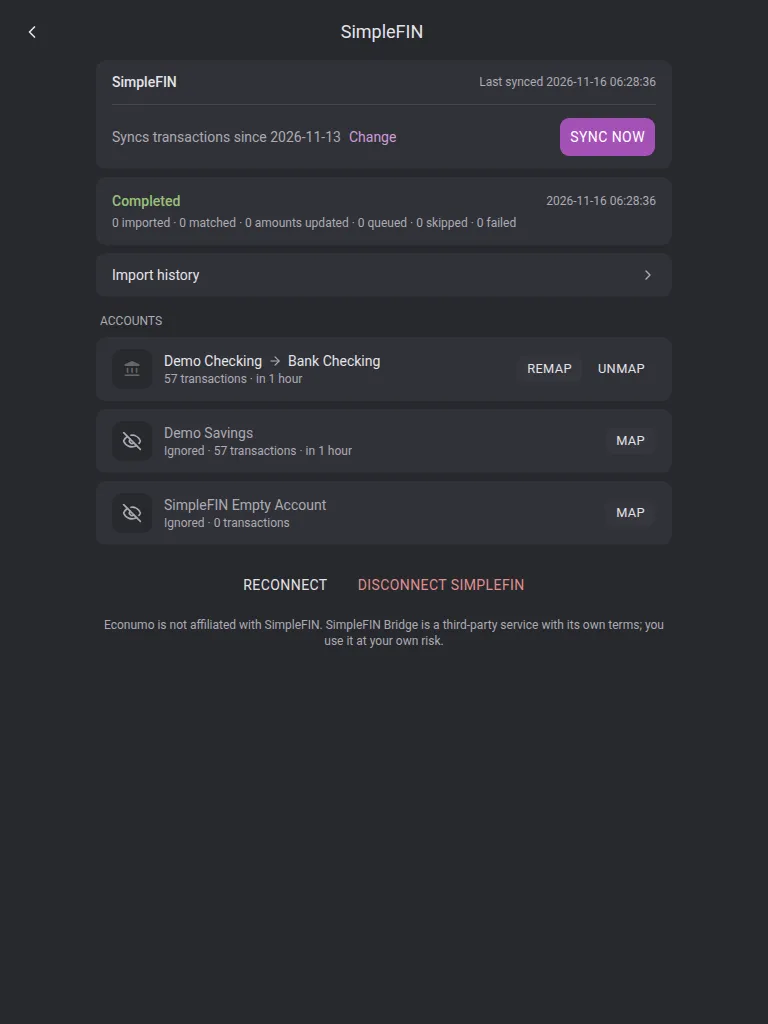 SimpleFIN
SimpleFIN
Last synced 2026-11-16 06:28:36
Syncs transactions since 2026-11-13 Change
SYNC NOW
Completed
2026-11-16 06:28:36
0 imported · 0 matched · 0 amounts updated · 0 queued · 0 skipped · 0 failed
Import history
ACCOUNTS
Demo Checking → Bank Checking
57 transactions · in 1 hour
REMAP
UNMAP
Demo Savings
Ignored · 57 transactions · in 1 hour
MAP
SimpleFIN Empty Account
Ignored · 0 transactions
MAP
RECONNECT
DISCONNECT SIMPLEFIN
Econumo is not affiliated with SimpleFIN. SimpleFIN Bridge is a third-party service with its own terms; you
use it at your own risk.